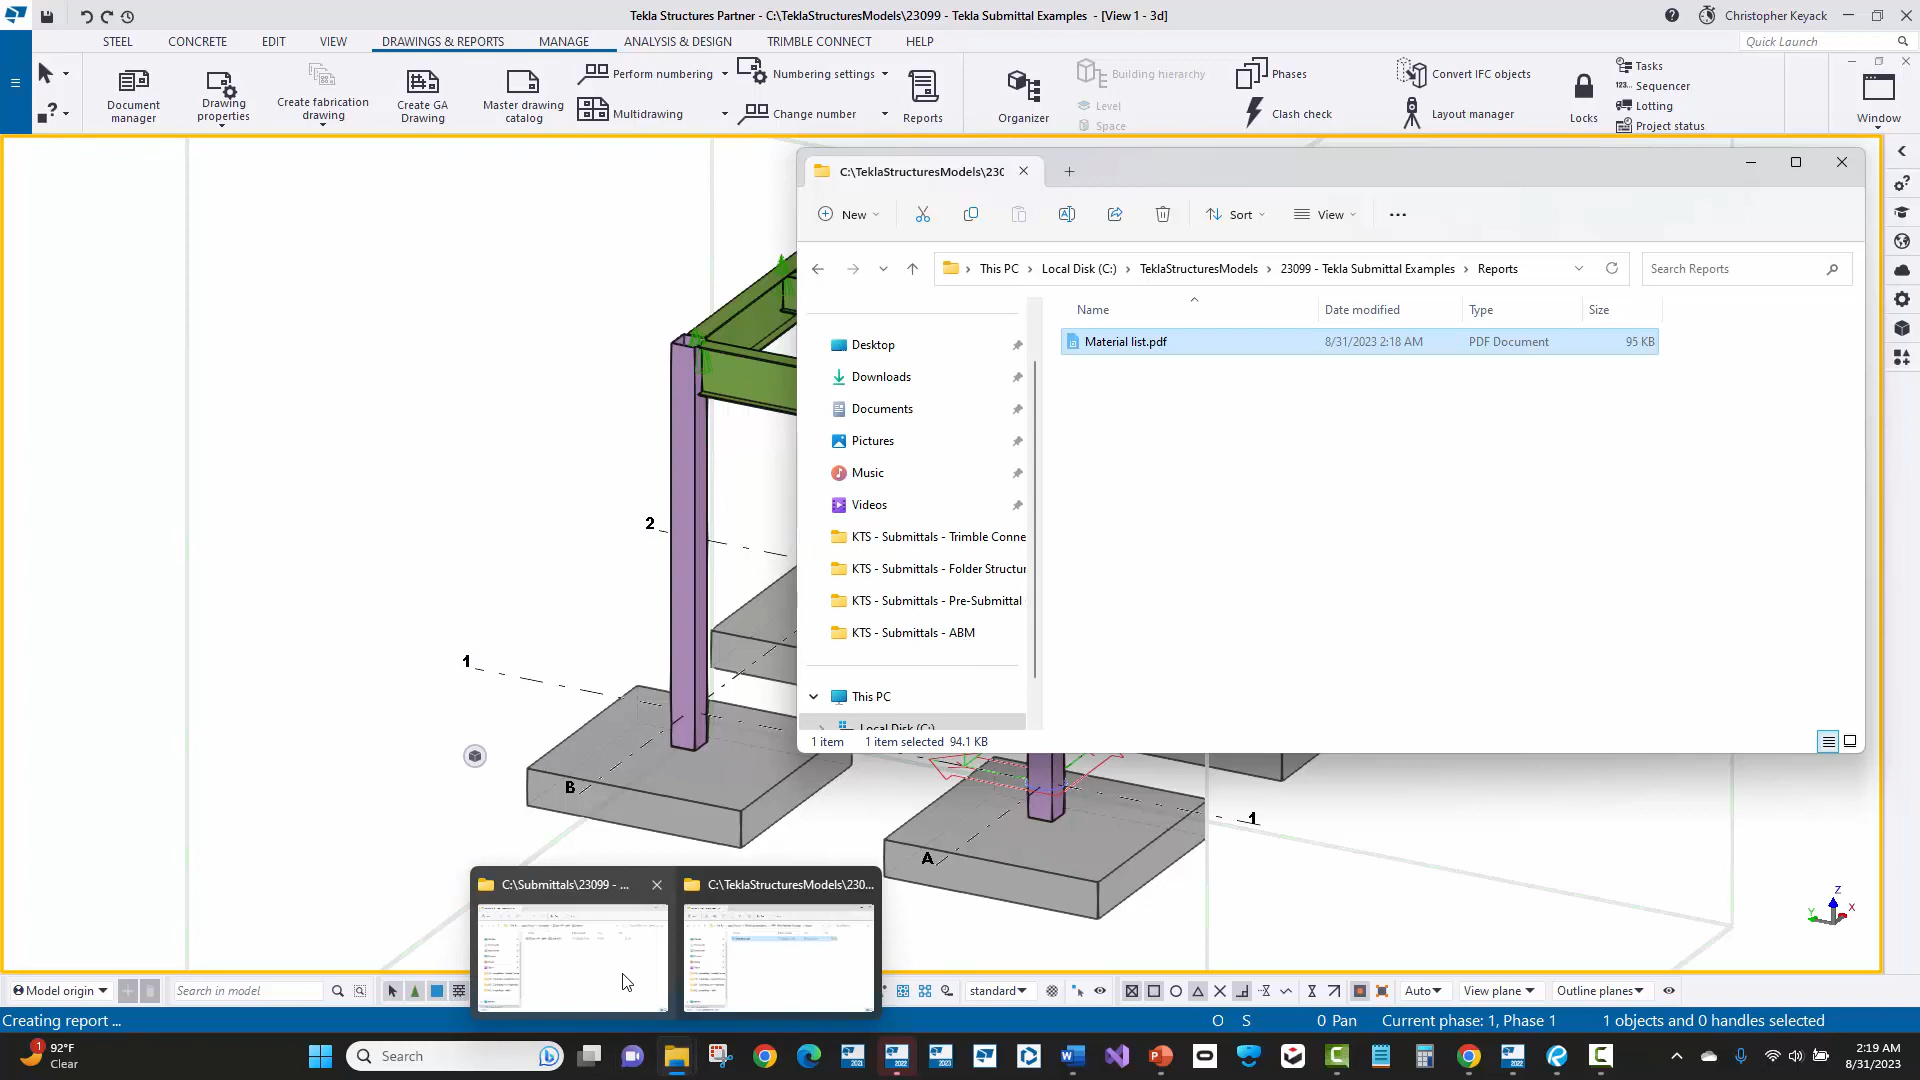 Tekla Structures Partner - C:\TeklaStructuresModels\23099 - Tekla Submittal Examples - [View 1 - 3d]
Christopher Keyack
STEEL CONCRETE EDIT VIEW DRAWINGS & REPORTS MANAGE ANALYSIS & DESIGN TRIMBLE CONNECT HELP
Quick Launch
Document manager
Drawing properties
Create fabrication drawing
Create GA Drawing
Master drawing catalog
Perform numbering
Multidrawing
Numbering settings
Change number
Reports
Organizer
Building hierarchy
Level
Space
Phases
Clash check
Convert IFC objects
Layout manager
Locks
Tasks
Sequencer
Lotting
Project status
Window
C:\TeklaStructuresModels\230
New
Sort
View
This PC > Local Disk (C:) > TeklaStructuresModels > 23099 - Tekla Submittal Examples > Reports
Search Reports
Name Date modified Type Size
Material list.pdf 8/31/2023 2:18 AM PDF Document 95 KB
Desktop
Downloads
Documents
Pictures
Music
Videos
KTS - Submittals - Trimble Conne
KTS - Submittals - Folder Structur
KTS - Submittals - Pre-Submittal
KTS - Submittals - ABM
This PC
Local Disk (C:)
1 item 1 item selected 94.1 KB
2
1
B
A
1
Z
Y
X
C:\Submittals\23099 - ...
C:\TeklaStructuresModels\230...
Model origin
Search in model
standard
Auto
View plane
Outline planes
Creating report ...
O S 0 Pan Current phase: 1, Phase 1 1 objects and 0 handles selected
1
92°F
Clear
Search
2021
2022
2023
2022
2:19 AM
8/31/2023